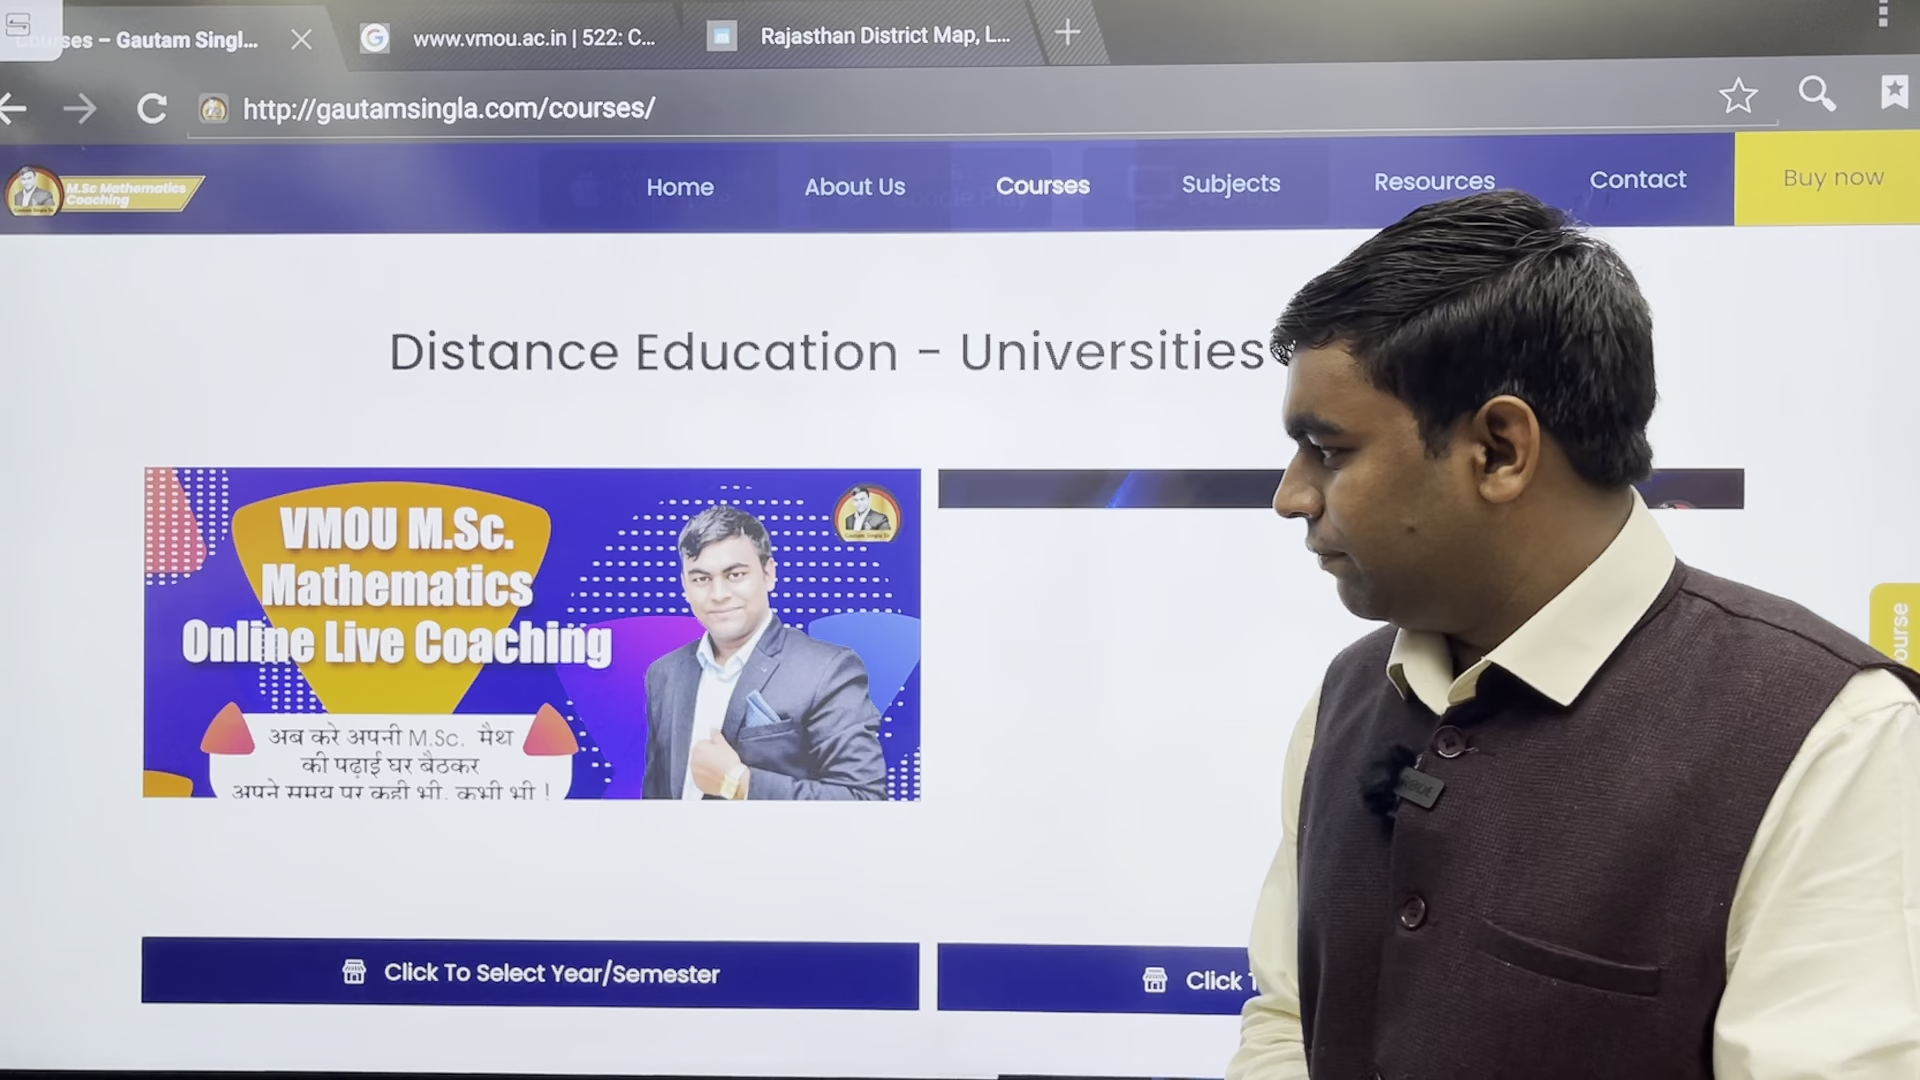 Courses – Gautam Singl...
www.vmou.ac.in | 522: C...
Rajasthan District Map, L...
http://gautamsingla.com/courses/
M.Sc Mathematics
Coaching
Home
About Us
Courses
Subjects
Resources
Contact
Buy now
Distance Education - Universities
VMOU M.Sc.
Mathematics
Online Live Coaching
अब करे अपनी M.Sc. मैथ
की पढ़ाई घर बैठकर
अपने समय पर कही भी, कभी भी !
Click To Select Year/Semester
Click